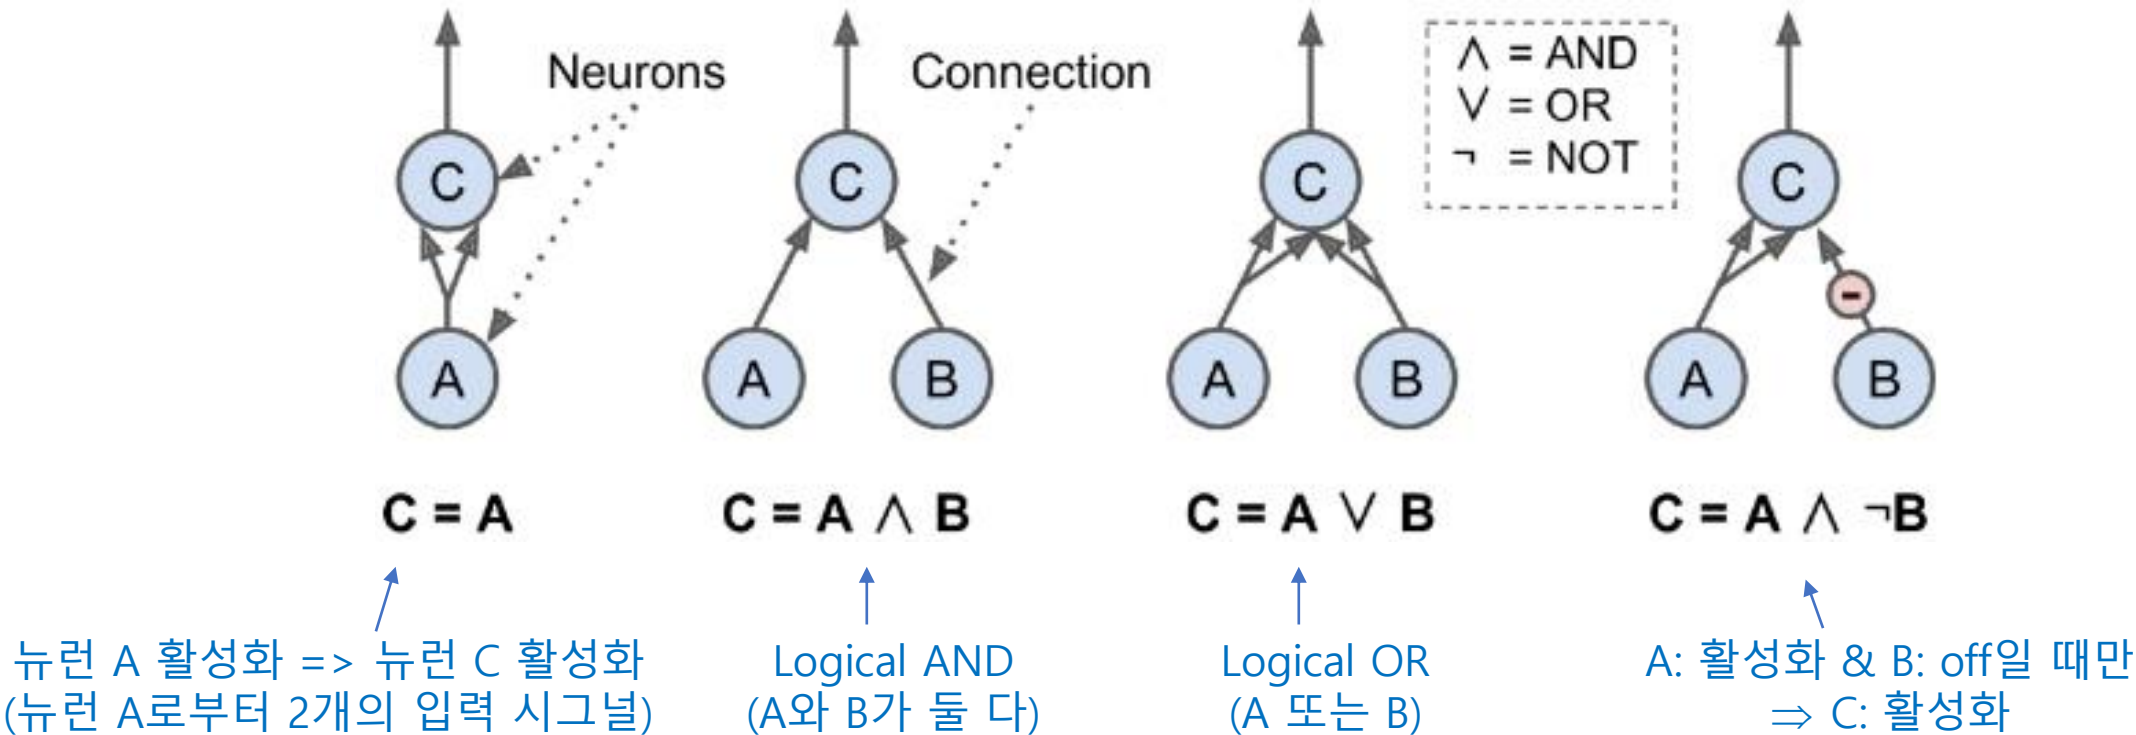 Neurons
Connection
∧ = AND
∨ = OR
¬ = NOT
C
C
C
C
-
A
A
B
A
B
A
B
C = A
C = A ∧ B
C = A ∨ B
C = A ∧ ¬B
뉴런 A 활성화 => 뉴런 C 활성화
(뉴런 A로부터 2개의 입력 시그널)
Logical AND
(A와 B가 둘 다)
Logical OR
(A 또는 B)
A: 활성화 & B: off일 때만
⇒ C: 활성화